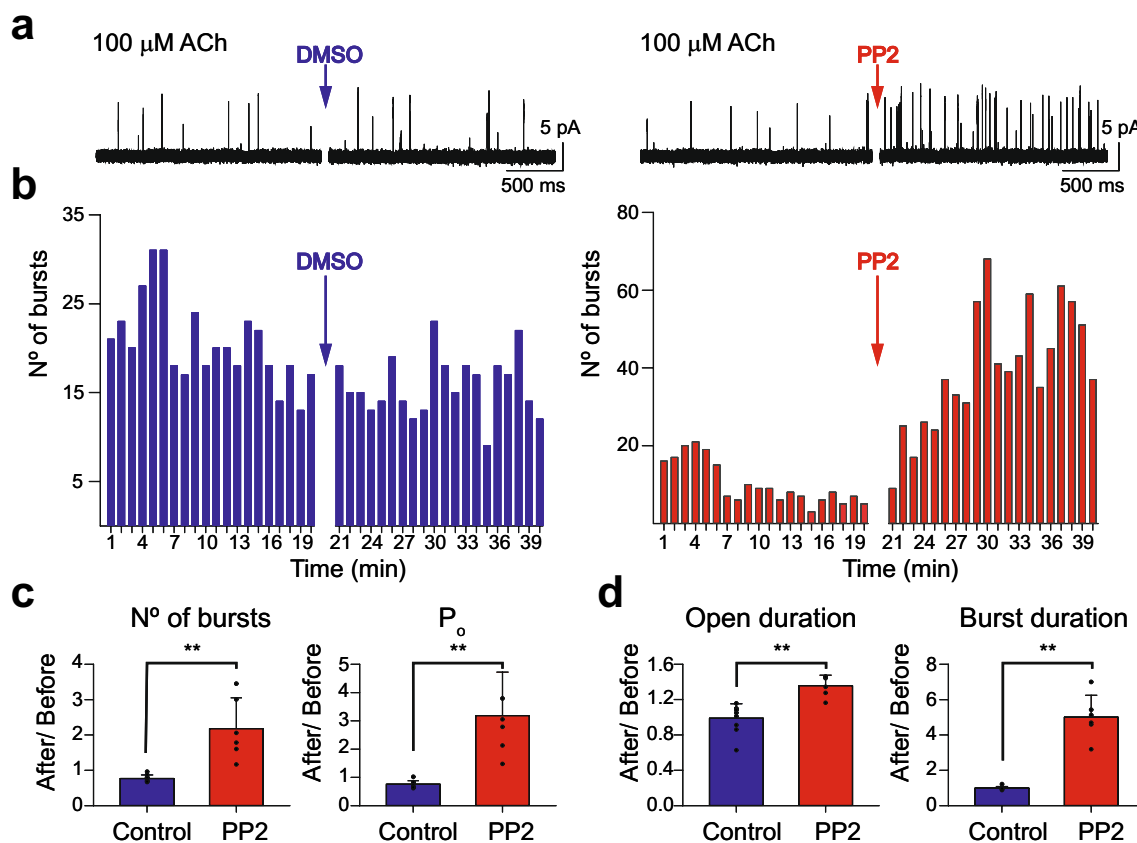 a
100 μM ACh
DMSO
5 pA
500 ms
100 μM ACh
PP2
5 pA
500 ms
b
Nº of bursts
35
25
15
5
DMSO
1 4 7 10 13 16 19 21 24 27 30 33 36 39
Time (min)
Nº of bursts
80
60
40
20
PP2
1 4 7 10 13 16 19 21 24 27 30 33 36 39
Time (min)
c
Nº of bursts
After/ Before
4
3
2
1
0
**
Control PP2
Po
After/ Before
5
4
3
2
1
0
**
Control PP2
d
Open duration
After/ Before
1.6
1.2
0.8
0.4
0.0
**
Control PP2
Burst duration
After/ Before
8
6
4
2
0
**
Control PP2